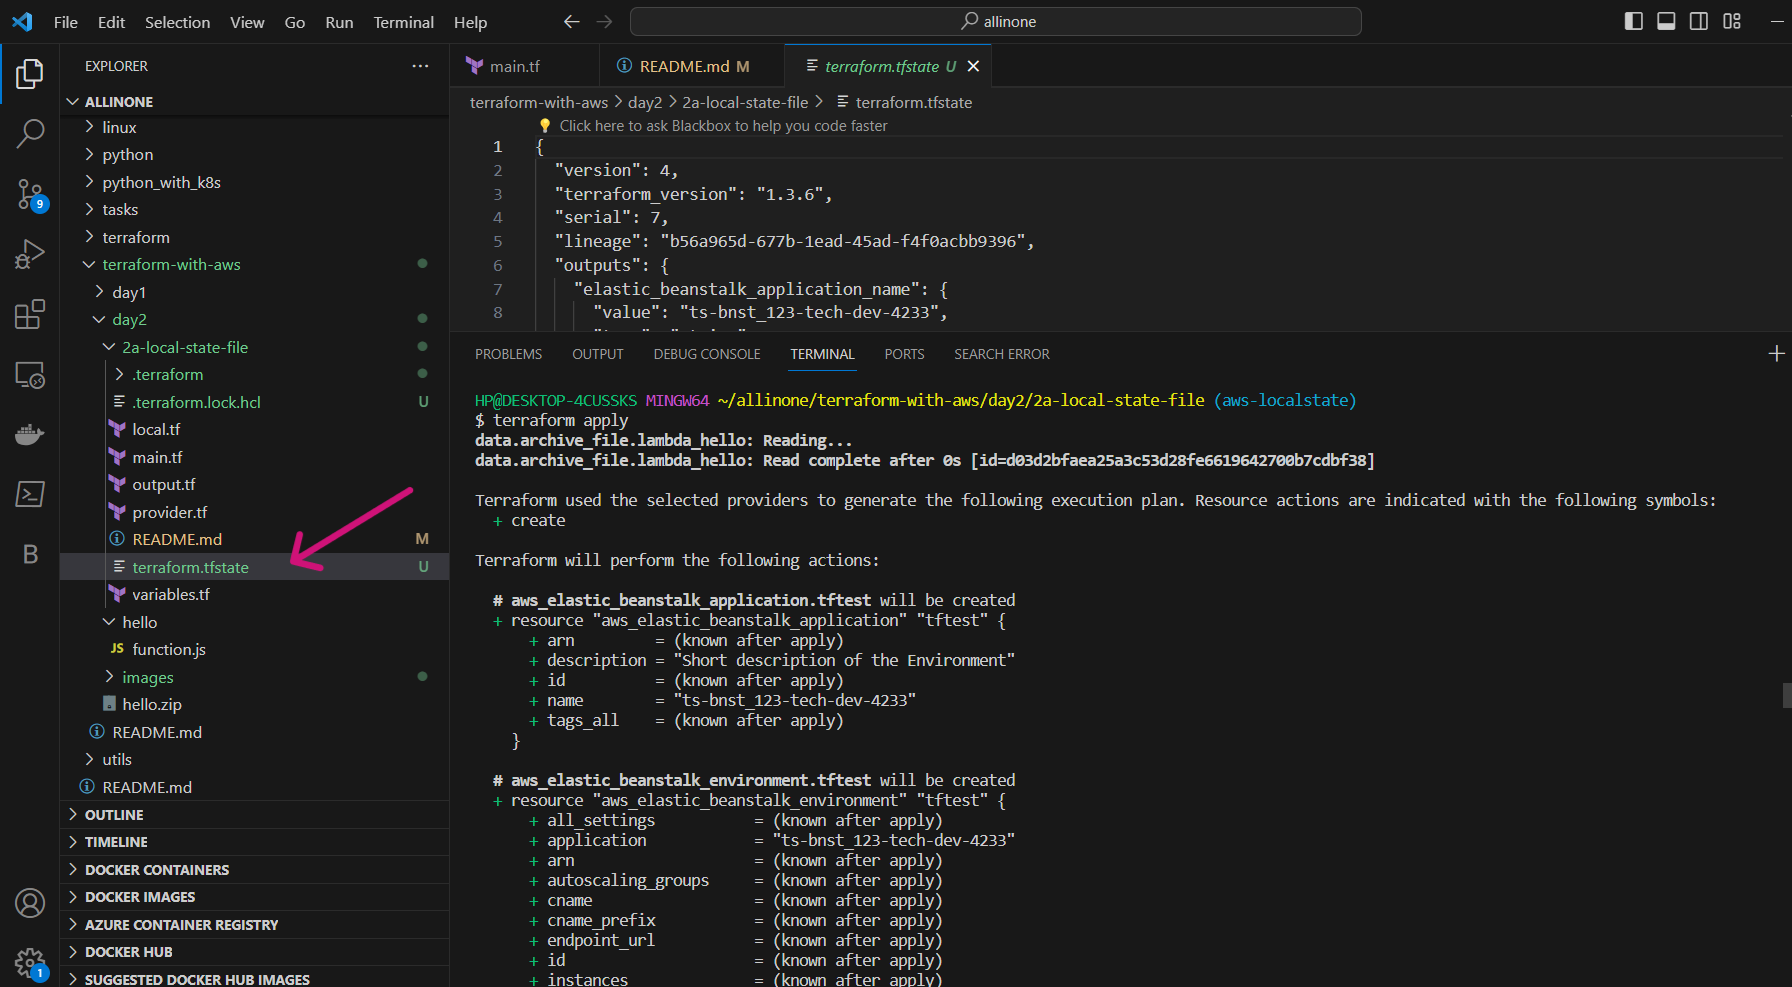 File Edit Selection View Go Run Terminal Help
allinone
EXPLORER
ALLINONE
linux
python
python_with_k8s
tasks
terraform
terraform-with-aws
day1
day2
2a-local-state-file
.terraform
.terraform.lock.hcl U
local.tf
main.tf
output.tf
provider.tf
README.md M
terraform.tfstate U
variables.tf
hello
JS function.js
images
hello.zip
README.md
utils
README.md
OUTLINE
TIMELINE
DOCKER CONTAINERS
DOCKER IMAGES
AZURE CONTAINER REGISTRY
DOCKER HUB
SUGGESTED DOCKER HUB IMAGES
9
B
1
main.tf
README.md M
terraform.tfstate U
terraform-with-aws > day2 > 2a-local-state-file > terraform.tfstate
Click here to ask Blackbox to help you code faster
1 {
2 "version": 4,
3 "terraform_version": "1.3.6",
4 "serial": 7,
5 "lineage": "b56a965d-677b-1ead-45ad-f4f0acbb9396",
6 "outputs": {
7 "elastic_beanstalk_application_name": {
8 "value": "ts-bnst_123-tech-dev-4233",
PROBLEMS OUTPUT DEBUG CONSOLE TERMINAL PORTS SEARCH ERROR
HP@DESKTOP-4CUSSKS MINGW64 ~/allinone/terraform-with-aws/day2/2a-local-state-file (aws-localstate)
$ terraform apply
data.archive_file.lambda_hello: Reading...
data.archive_file.lambda_hello: Read complete after 0s [id=d03d2bfaea25a3c53d28fe6619642700b7cdbf38]
Terraform used the selected providers to generate the following execution plan. Resource actions are indicated with the following symbols:
+ create
Terraform will perform the following actions:
# aws_elastic_beanstalk_application.tftest will be created
+ resource "aws_elastic_beanstalk_application" "tftest" {
+ arn = (known after apply)
+ description = "Short description of the Environment"
+ id = (known after apply)
+ name = "ts-bnst_123-tech-dev-4233"
+ tags_all = (known after apply)
}
# aws_elastic_beanstalk_environment.tftest will be created
+ resource "aws_elastic_beanstalk_environment" "tftest" {
+ all_settings = (known after apply)
+ application = "ts-bnst_123-tech-dev-4233"
+ arn = (known after apply)
+ autoscaling_groups = (known after apply)
+ cname = (known after apply)
+ cname_prefix = (known after apply)
+ endpoint_url = (known after apply)
+ id = (known after apply)
+ instances = (known after apply)